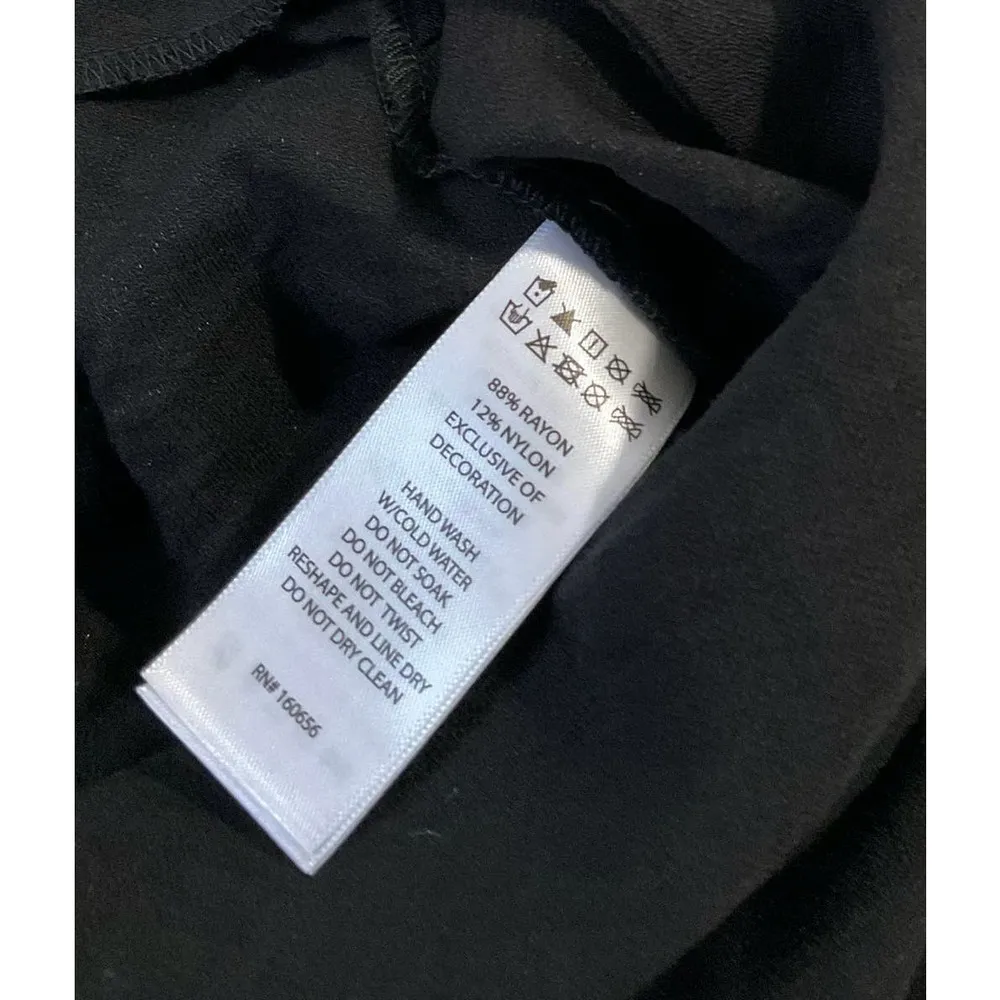 88% RAYON
12% NYLON
EXCLUSIVE OF
DECORATION
HAND WASH
W/COLD WATER
DO NOT SOAK
DO NOT BLEACH
DO NOT TWIST
RESHAPE AND LINE DRY
DO NOT DRY CLEAN
RN# 160656